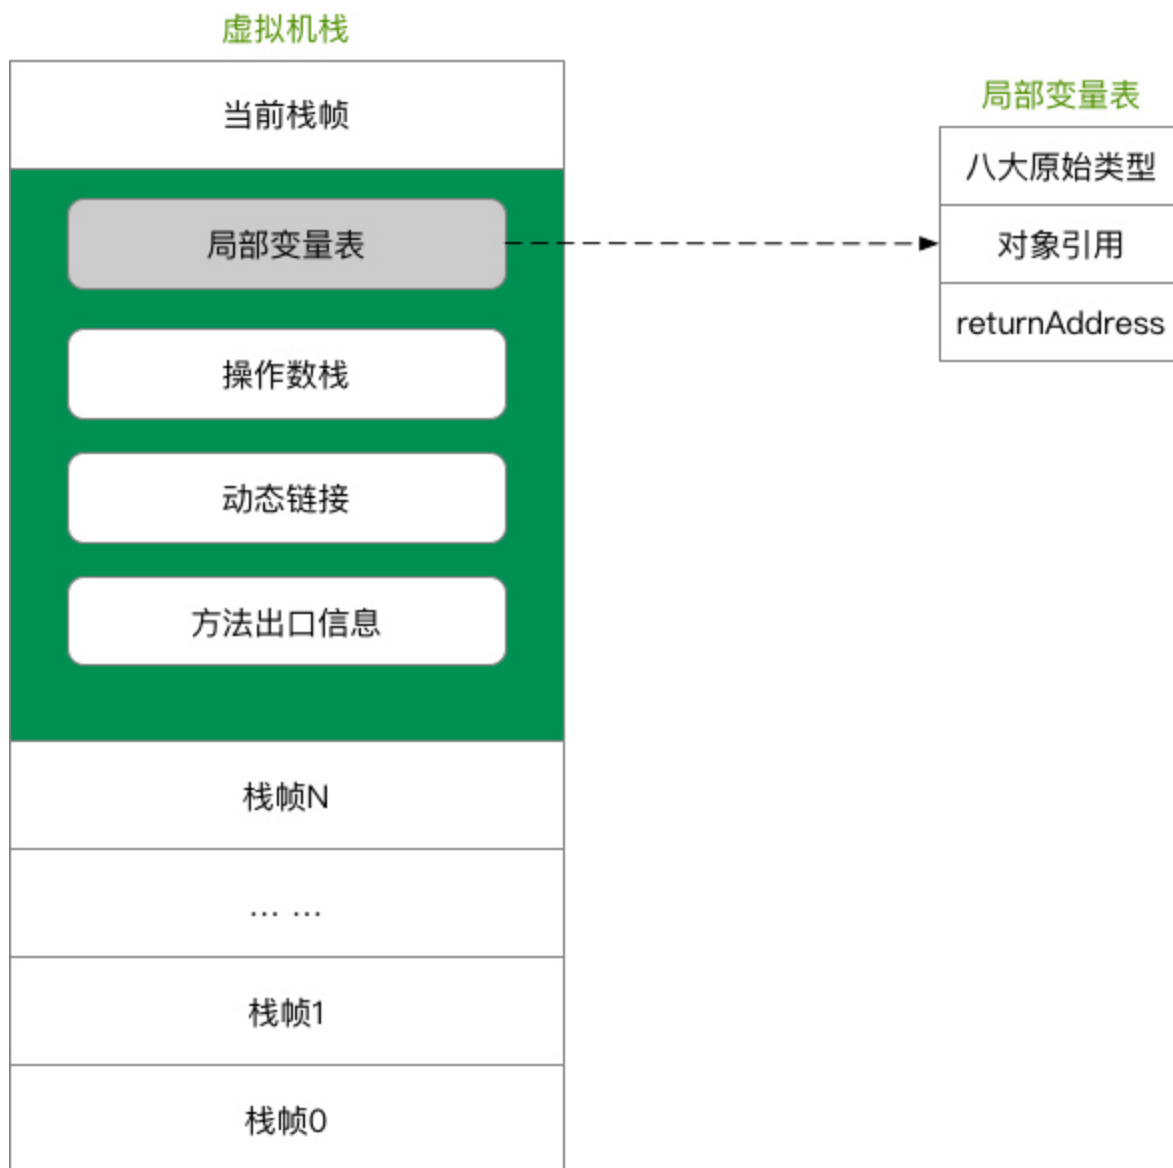 虚拟机栈
当前栈帧
局部变量表
操作数栈
动态链接
方法出口信息
栈帧N
... ...
栈帧1
栈帧0
局部变量表
八大原始类型
对象引用
returnAddress